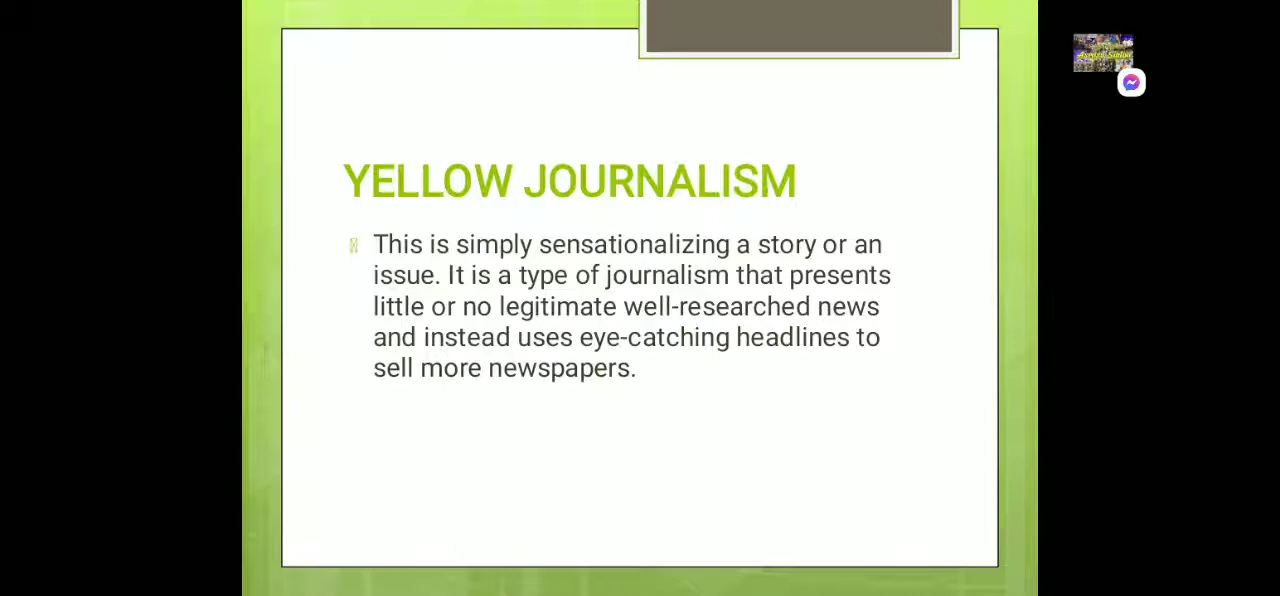 YELLOW JOURNALISM
This is simply sensationalizing a story or an
issue. It is a type of journalism that presents
little or no legitimate well-researched news
and instead uses eye-catching headlines to
sell more newspapers.